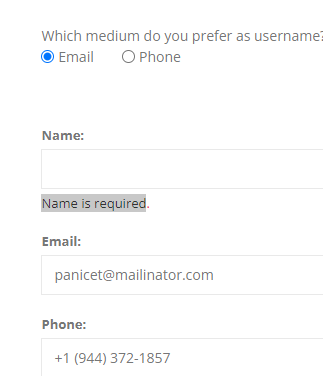 Which medium do you prefer as username?
Email Phone
Name:
Name is required.
Email:
panicet@mailinator.com
Phone:
+1 (944) 372-1857